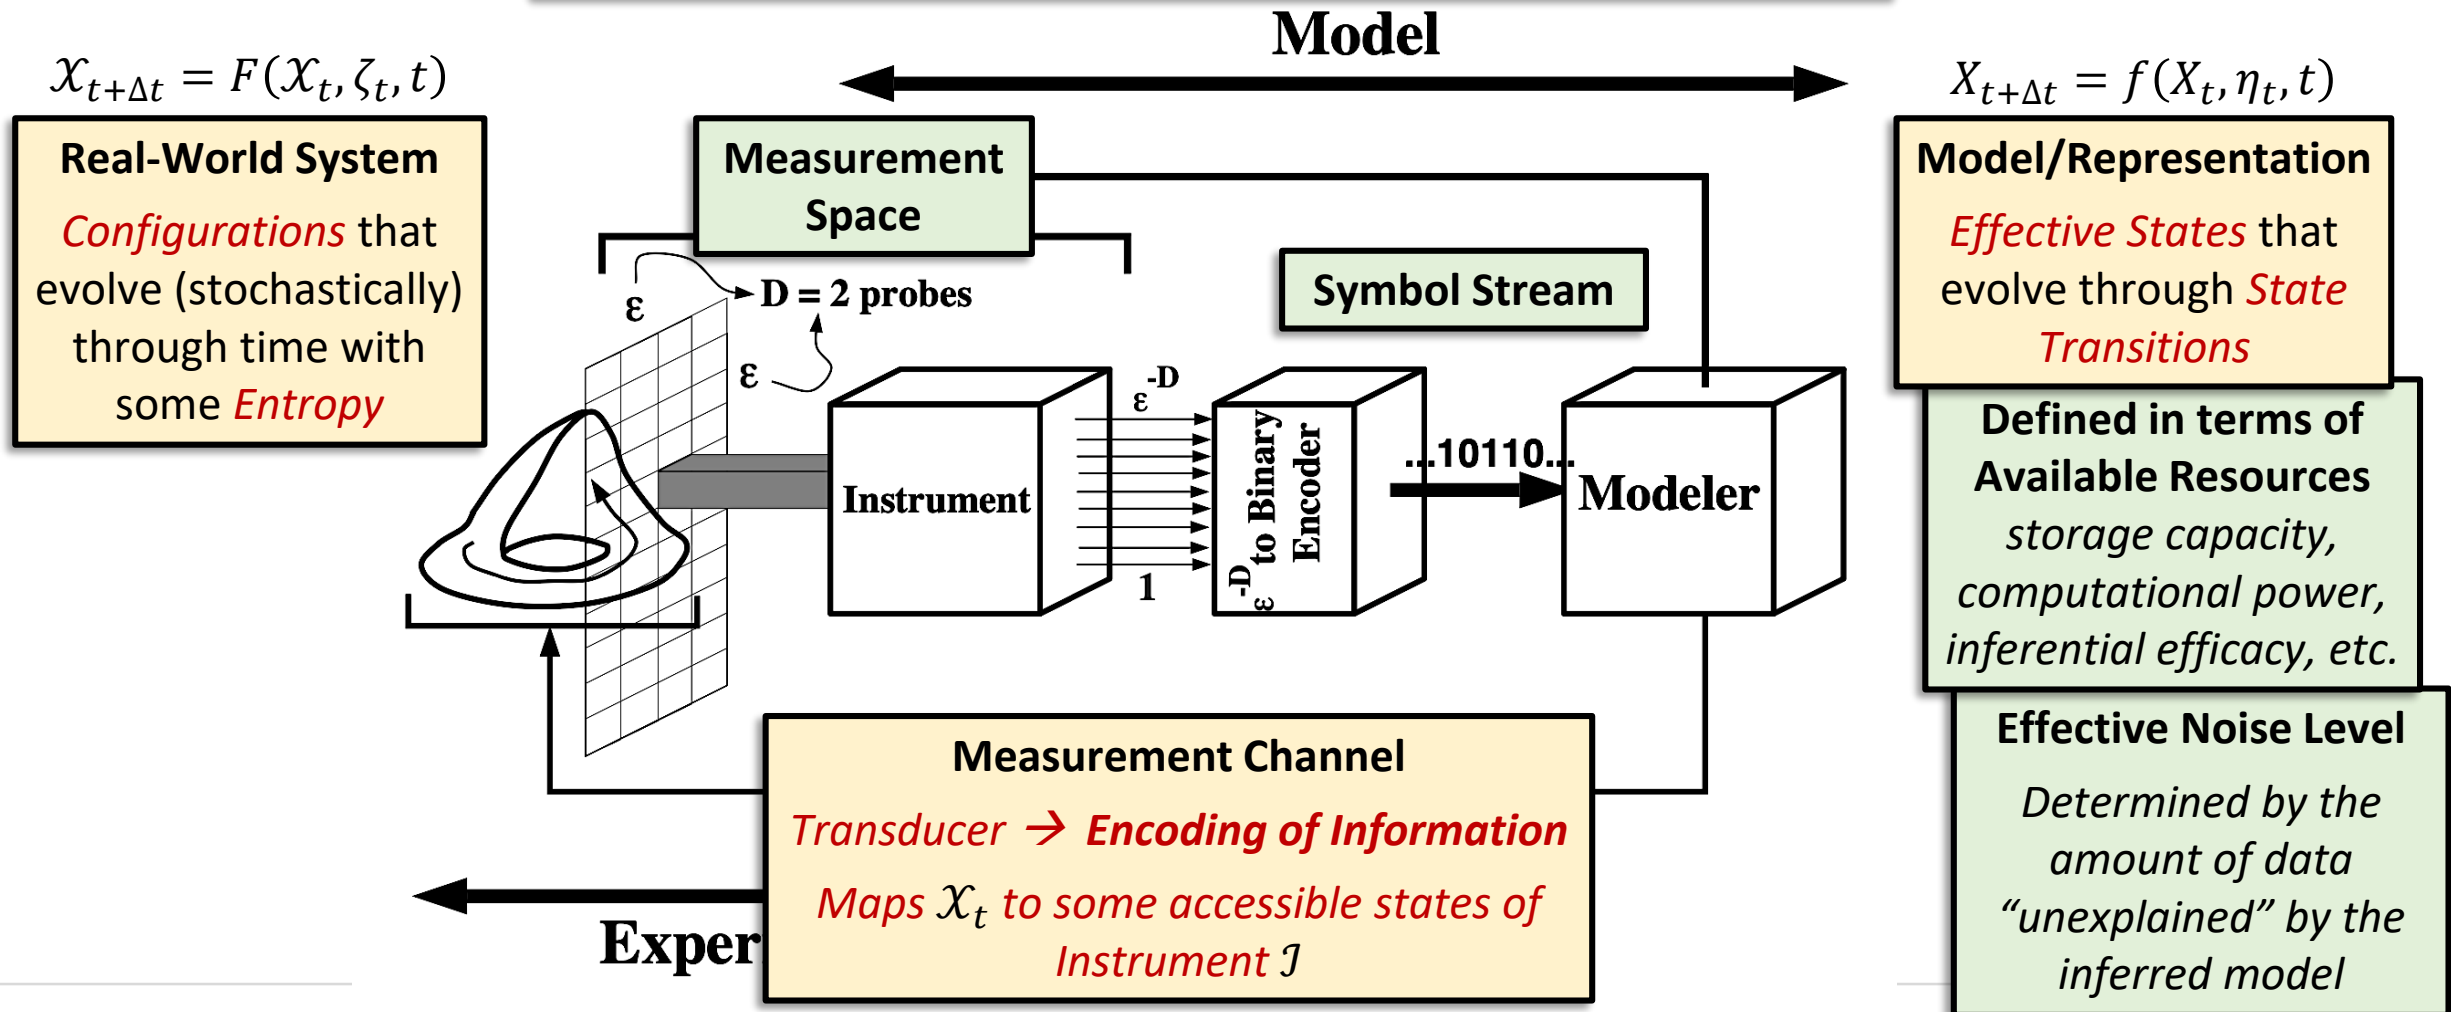 Model
𝒳_{t+Δt} = F(𝒳_t, ζ_t, t)
X_{t+Δt} = f(X_t, η_t, t)
Real-World System
Configurations that
evolve (stochastically)
through time with
some Entropy
Measurement
Space
ε
D = 2 probes
ε
Symbol Stream
Instrument
ε^{-D}
1
ε^{-D} to Binary
Encoder
...10110...
Modeler
Model/Representation
Effective States that
evolve through State
Transitions
Defined in terms of
Available Resources
storage capacity,
computational power,
inferential efficacy, etc.
Effective Noise Level
Determined by the
amount of data
“unexplained” by the
inferred model
Measurement Channel
Transducer → Encoding of Information
Maps 𝒳_t to some accessible states of
Instrument ℐ
Exper